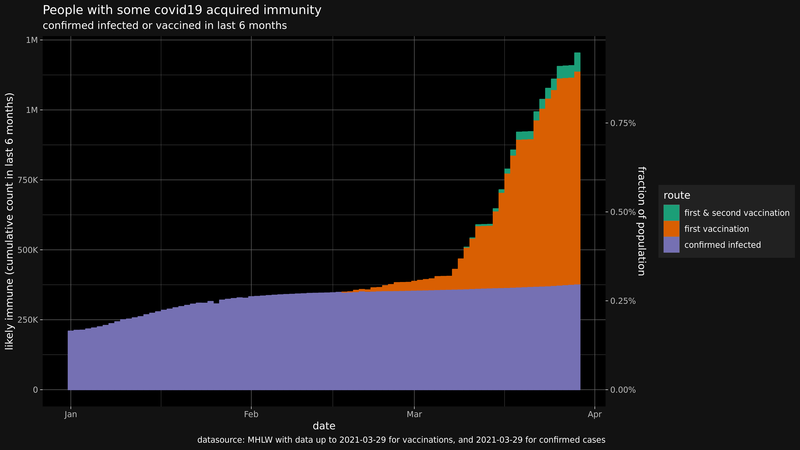 People with some covid19 acquired immunity
confirmed infected or vaccined in last 6 months
likely immune (cumulative count in last 6 months)
1M
1M
750K
500K
250K
0
0.75%
0.50%
0.25%
0.00%
fraction of population
Jan
Feb
Mar
Apr
date
route
first & second vaccination
first vaccination
confirmed infected
datasource: MHLW with data up to 2021-03-29 for vaccinations, and 2021-03-29 for confirmed cases